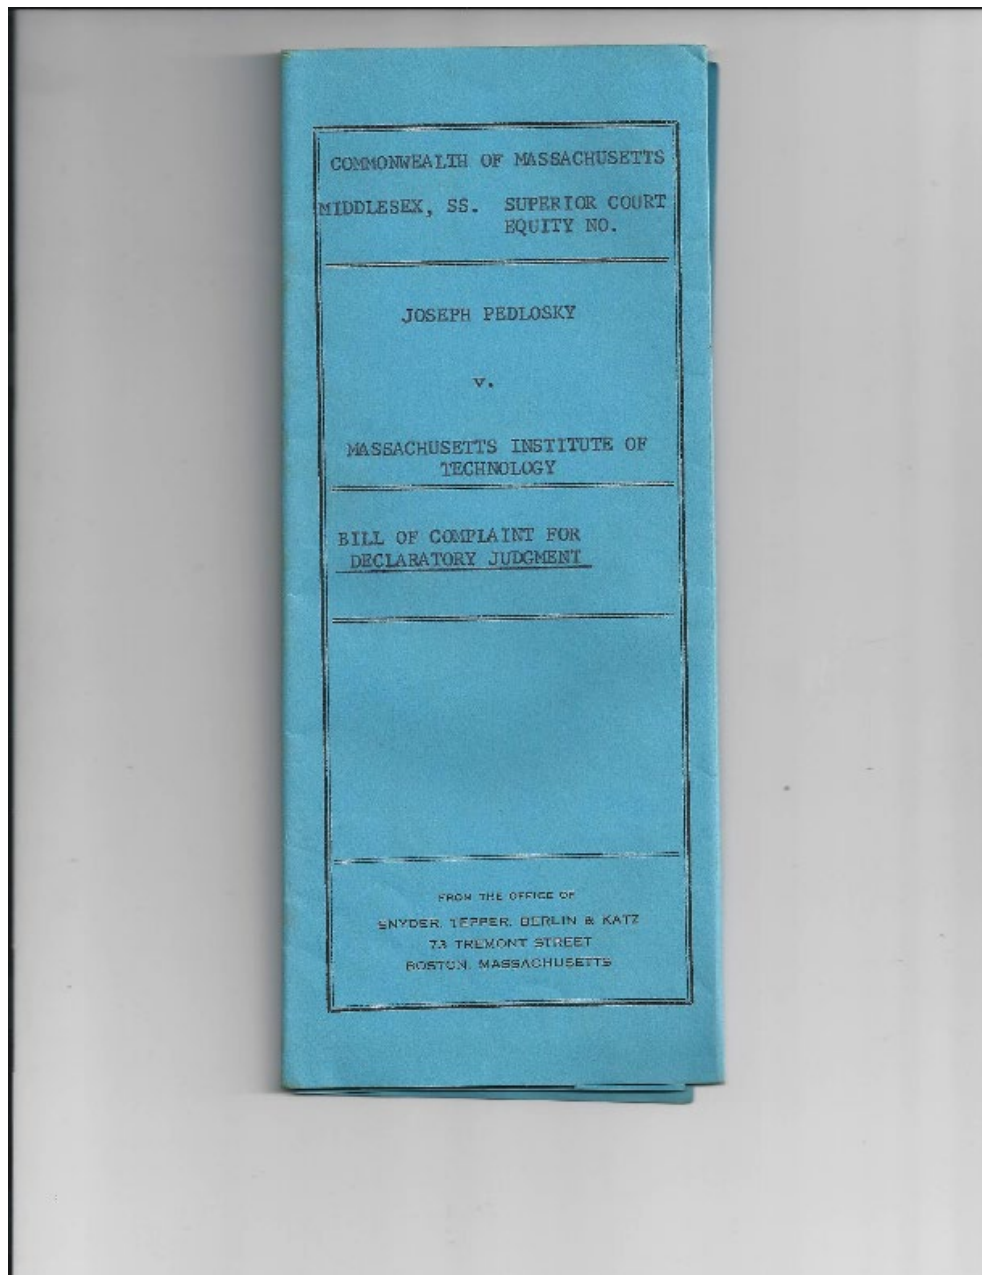 COMMONWEALTH OF MASSACHUSETTS
MIDDLESEX, SS. SUPERIOR COURT
EQUITY NO.
JOSEPH PEDLOSKY
v.
MASSACHUSETTS INSTITUTE OF
TECHNOLOGY
BILL OF COMPLAINT FOR
DECLARATORY JUDGMENT
FROM THE OFFICE OF
SNYDER, TEPPER, BERLIN & KATZ
73 TREMONT STREET
BOSTON, MASSACHUSETTS